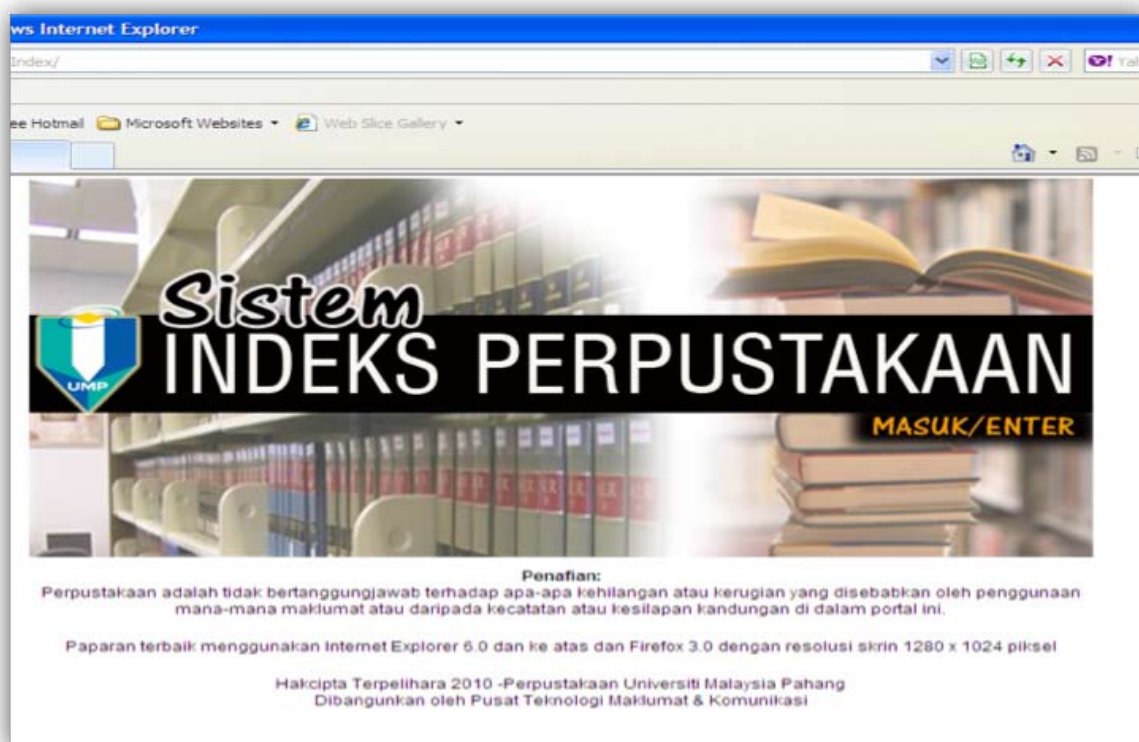 ws Internet Explorer
Index/
Y! Yah
ee Hotmail Microsoft Websites Web Slice Gallery
Sistem
INDEKS PERPUSTAKAAN
UMP
MASUK/ENTER
Penafian:
Perpustakaan adalah tidak bertanggungjawab terhadap apa-apa kehilangan atau kerugian yang disebabkan oleh penggunaan
mana-mana maklumat atau daripada kecatatan atau kesilapan kandungan di dalam portal ini.
Paparan terbaik menggunakan Internet Explorer 6.0 dan ke atas dan Firefox 3.0 dengan resolusi skrin 1280 x 1024 piksel
Hakcipta Terpelihara 2010 -Perpustakaan Universiti Malaysia Pahang
Dibangunkan oleh Pusat Teknologi Maklumat & Komunikasi